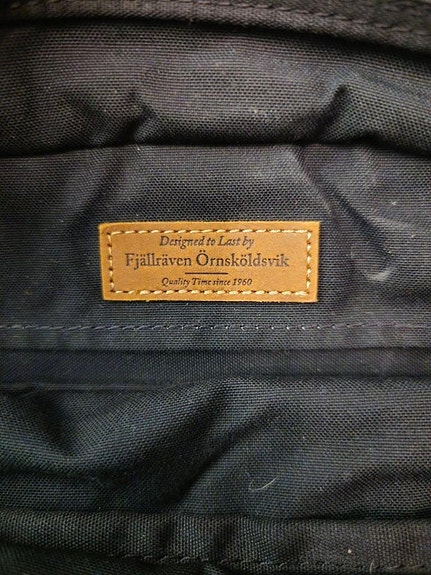 Designed to Last by
Fjällräven Örnsköldsvik
Quality Time since 1960